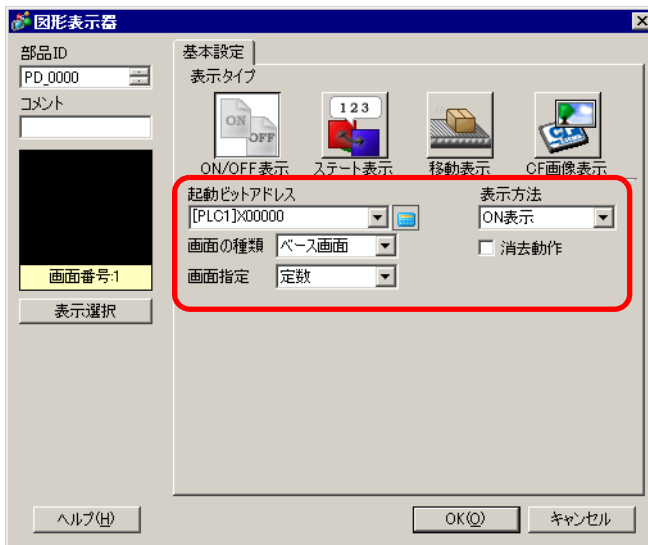 図形表示器
部品ID
PD_0000
コメント
画面番号:1
表示選択
基本設定
表示タイプ
ON
OFF
1 2 3
CF
ON/OFF表示 ステート表示 移動表示 CF画像表示
起動ビットアドレス
[PLC1]X00000
表示方法
ON表示
画面の種類 ベース画面
消去動作
画面指定 定数
ヘルプ(H)
OK(O)
キャンセル